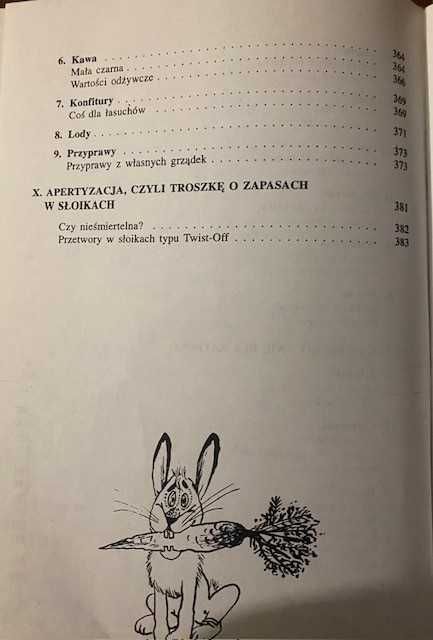 6. Kawa . . . . . . . . . . . . . . . . . . . . . . . . . . . . . . . . 364
Mała czarna . . . . . . . . . . . . . . . . . . . . . . . . . . . . . 364
Wartości odżywcze . . . . . . . . . . . . . . . . . . . . . . . . . 366
7. Konfitury . . . . . . . . . . . . . . . . . . . . . . . . . . . . . . 369
Coś dla łasuchów . . . . . . . . . . . . . . . . . . . . . . . . . . 369
8. Lody . . . . . . . . . . . . . . . . . . . . . . . . . . . . . . . . 371
9. Przyprawy . . . . . . . . . . . . . . . . . . . . . . . . . . . . . 373
Przyprawy z własnych grządek . . . . . . . . . . . . . . . . . . 373
X. APERTYZACJA, CZYLI TROSZKĘ O ZAPASACH
W SŁOIKACH 381
Czy nieśmiertelna? . . . . . . . . . . . . . . . . . . . . . . . . . 382
Przetwory w słoikach typu Twist-Off . . . . . . . . . . . . . . . 383